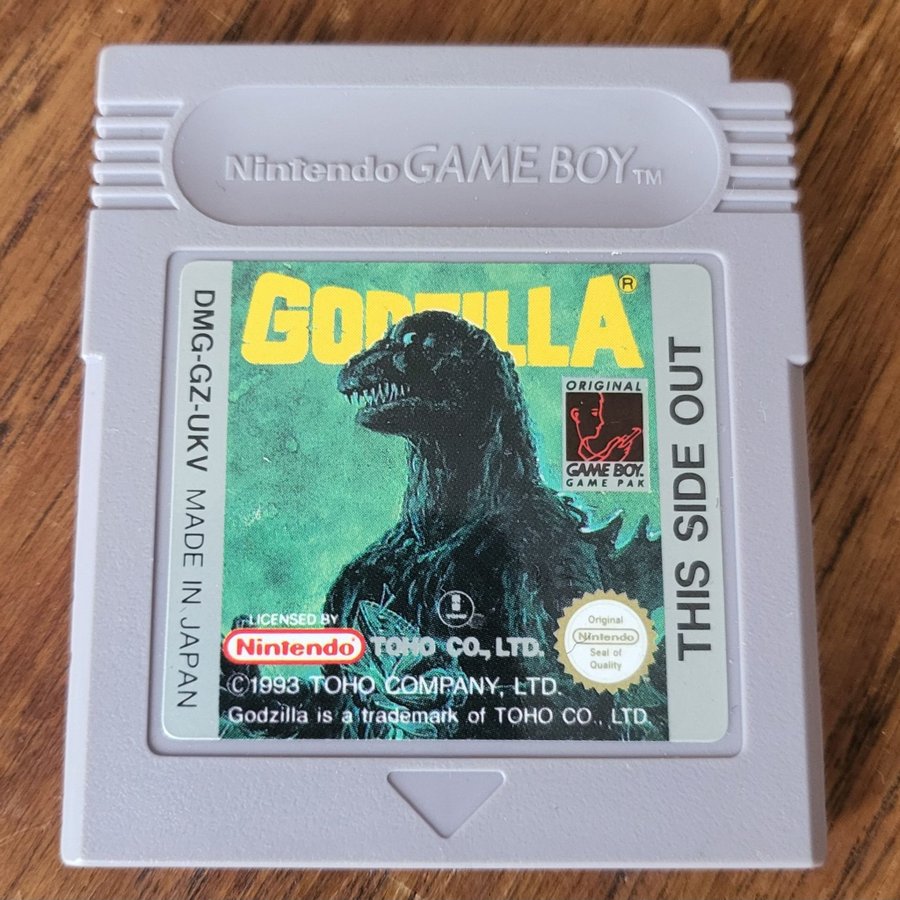 Nintendo GAME BOY TM
DMG-GZ-UKV MADE IN JAPAN
GODZILLA ®
ORIGINAL
GAME BOY
GAME PAK
THIS SIDE OUT
LICENSED BY
Nintendo TOHO CO., LTD.
Original
Nintendo
Seal of
Quality
©1993 TOHO COMPANY, LTD.
Godzilla is a trademark of TOHO CO., LTD.